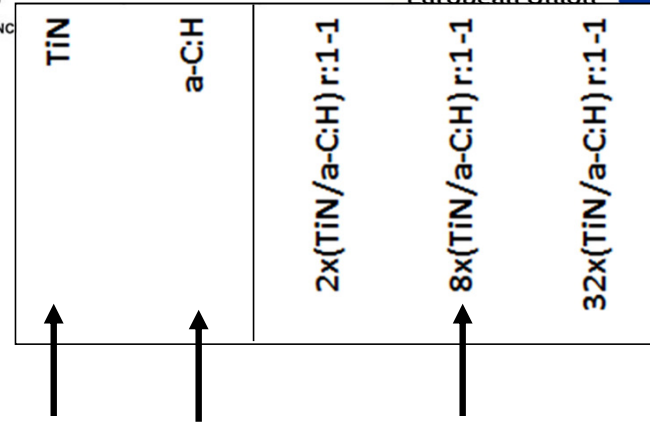 TiN
a-C:H
2x(TiN/a-C:H) r:1-1
8x(TiN/a-C:H) r:1-1
32x(TiN/a-C:H) r:1-1